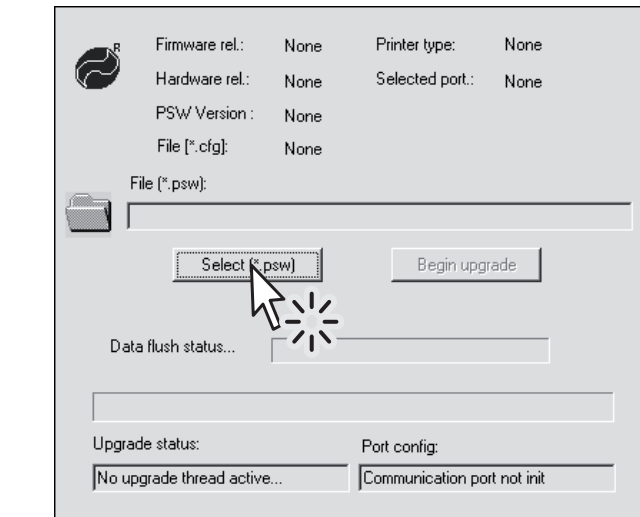 R
Firmware rel.: None Printer type: None
Hardware rel.: None Selected port.: None
PSW Version : None
File [*.cfg]: None
File (*.psw):
Select (*.psw) Begin upgrade
Data flush status...
Upgrade status: Port config:
No upgrade thread active... Communication port not init